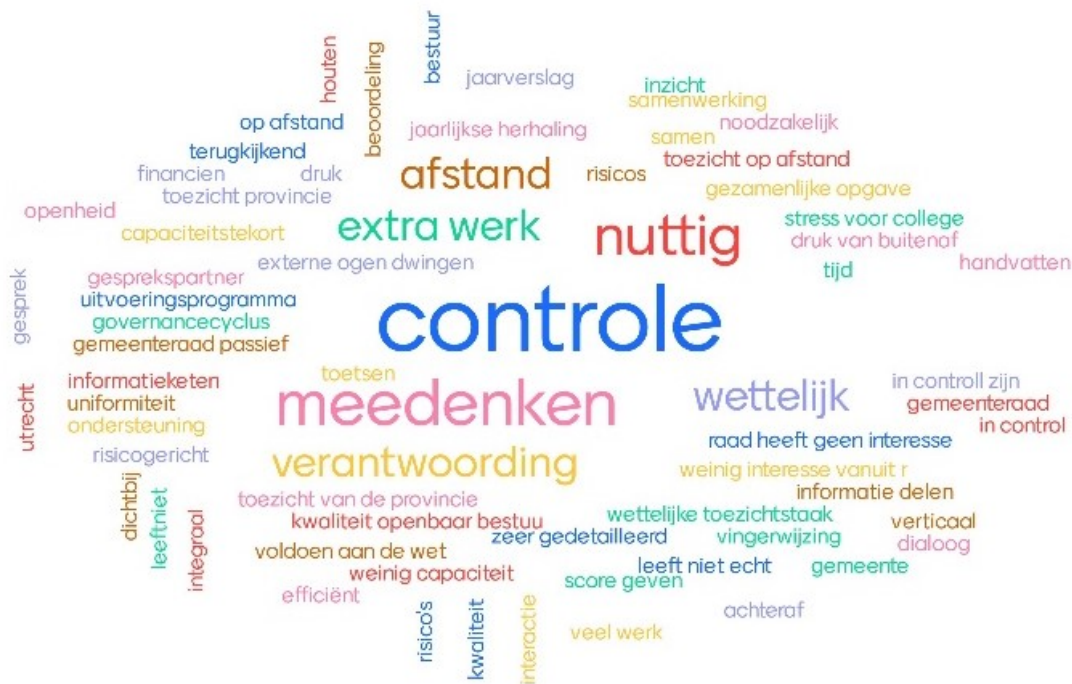 houten
beoordeling
bestuur
jaarverslag
inzicht
samenwerking
op afstand
jaarlijkse herhaling
samen
noodzakelijk
terugkijkend
afstand
risicos
toezicht op afstand
financien
druk
toezicht provincie
gezamenlijke opgave
openheid
capaciteitstekort
extra werk
nuttig
stress voor college
druk van buitenaf
gesprek
gesprekspartner
externe ogen dwingen
tijd
handvatten
uitvoeringsprogramma
governancecyclus
gemeenteraad passief
controle
utrecht
informatieketen
uniformiteit
ondersteuning
toetsen
meedenken
wettelijk
in controll zijn
gemeenteraad
in control
risicogericht
verantwoording
raad heeft geen interesse
weinig interesse vanuit r
dichtbij
leeftniet
integraal
toezicht van de provincie
kwaliteit openbaar bestuu
voldoen aan de wet
weinig capaciteit
efficiënt
zeer gedetailleerd
wettelijke toezichtstaak
informatie delen
vingerwijzing
verticaal
dialoog
leeft niet echt
gemeente
score geven
achteraf
risico's
kwaliteit
interactie
veel werk